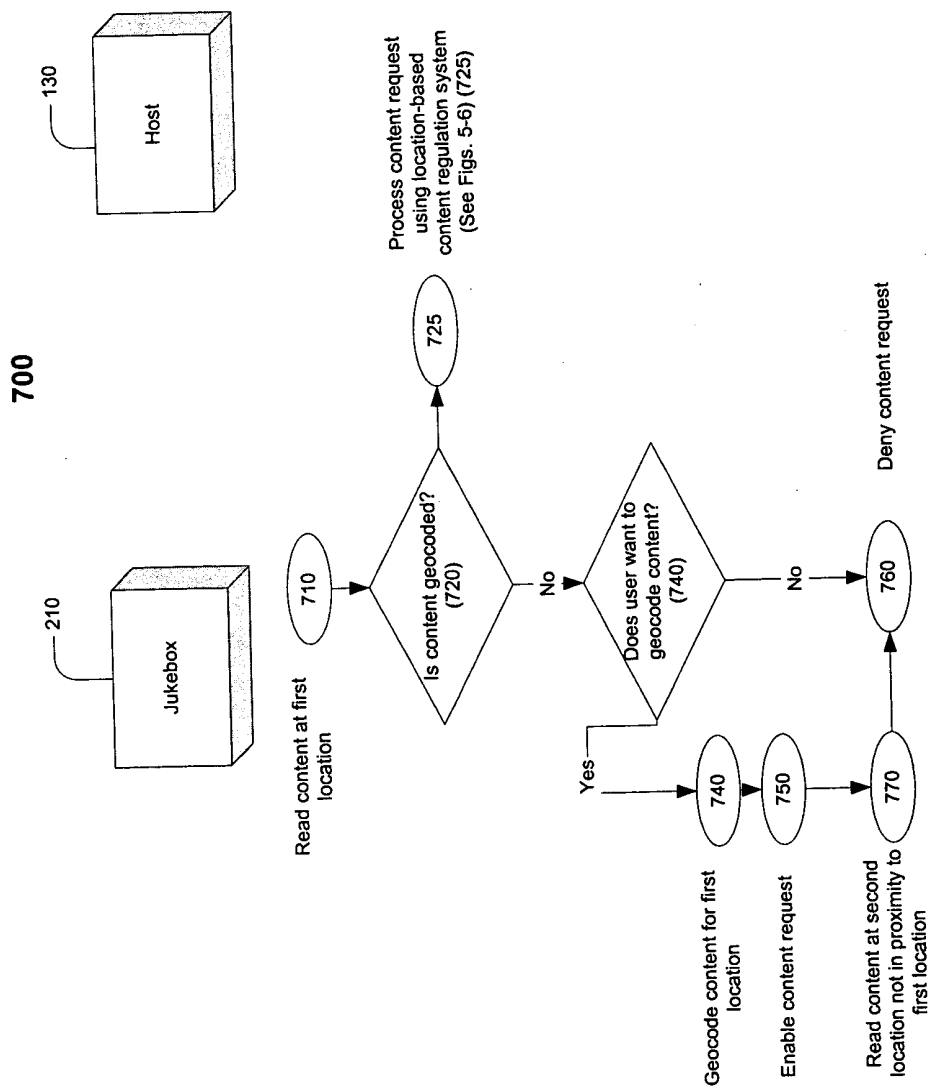 700
210
Jukebox
130
Host
Read content at first
location
710
Is content geocoded?
(720)
725
Process content request
using location-based
content regulation system
(See Figs. 5-6) (725)
No
Does user want to
geocode content?
(740)
Yes
No
Geocode content for first
location
740
Enable content request
750
Read content at second
location not in proximity to
first location
770
760
Deny content request